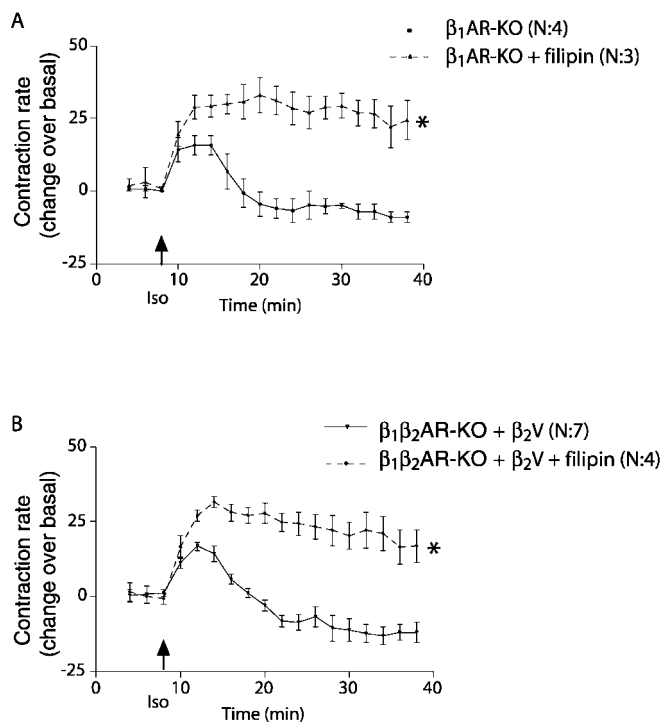 A
β₁AR-KO (N:4)
β₁AR-KO + filipin (N:3)
Contraction rate
(change over basal)
50
25
0
-25
*
0
10
20
30
40
Iso
Time (min)
B
β₁β₂AR-KO + β₂V (N:7)
β₁β₂AR-KO + β₂V + filipin (N:4)
Contraction rate
(change over basal)
50
25
0
-25
*
0
10
20
30
40
Iso
Time (min)